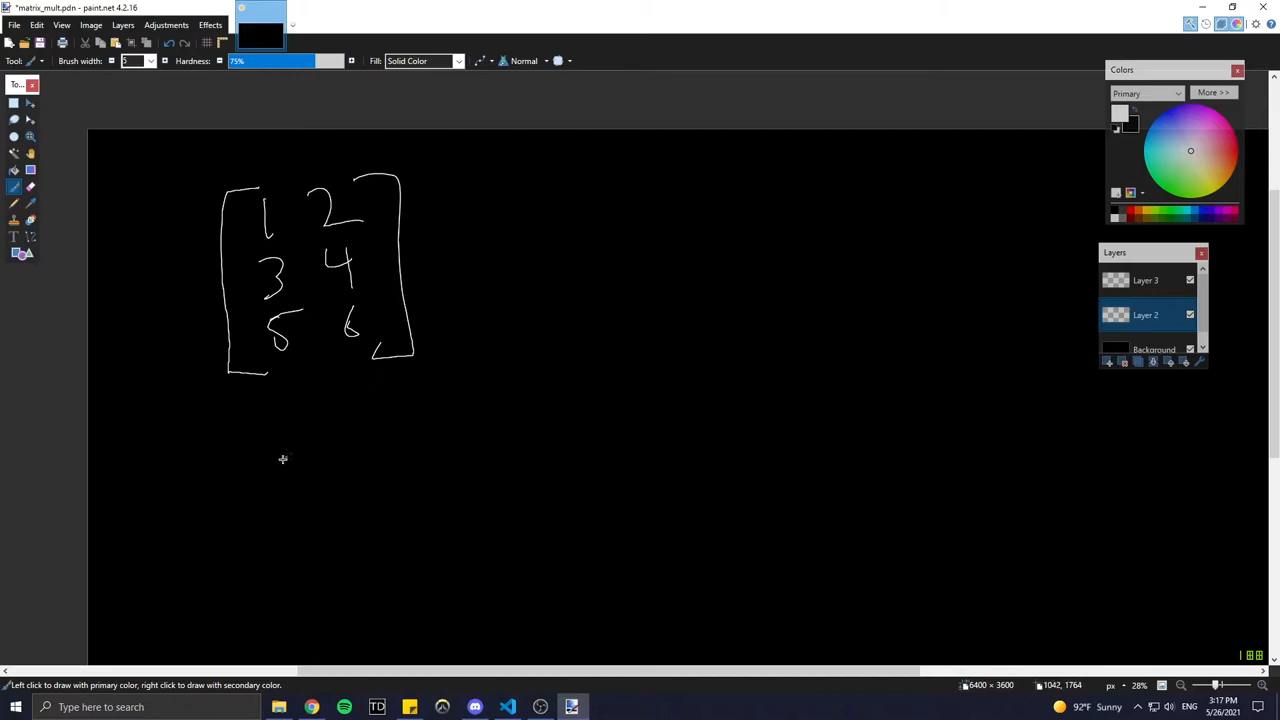 *matrix_mult.pdn - paint.net 4.2.16
File Edit View Image Layers Adjustments Effects
Tool: Brush width: 5 Hardness: 75% Fill: Solid Color Normal
To...
Colors
Primary More >>
1 2
3 4
5 6
Layers
Layer 3
Layer 2
Background
Left click to draw with primary color, right click to draw with secondary color. 6400 × 3600 1042, 1764 px 28%
Type here to search TD 92°F Sunny ENG 3:17 PM
5/26/2021